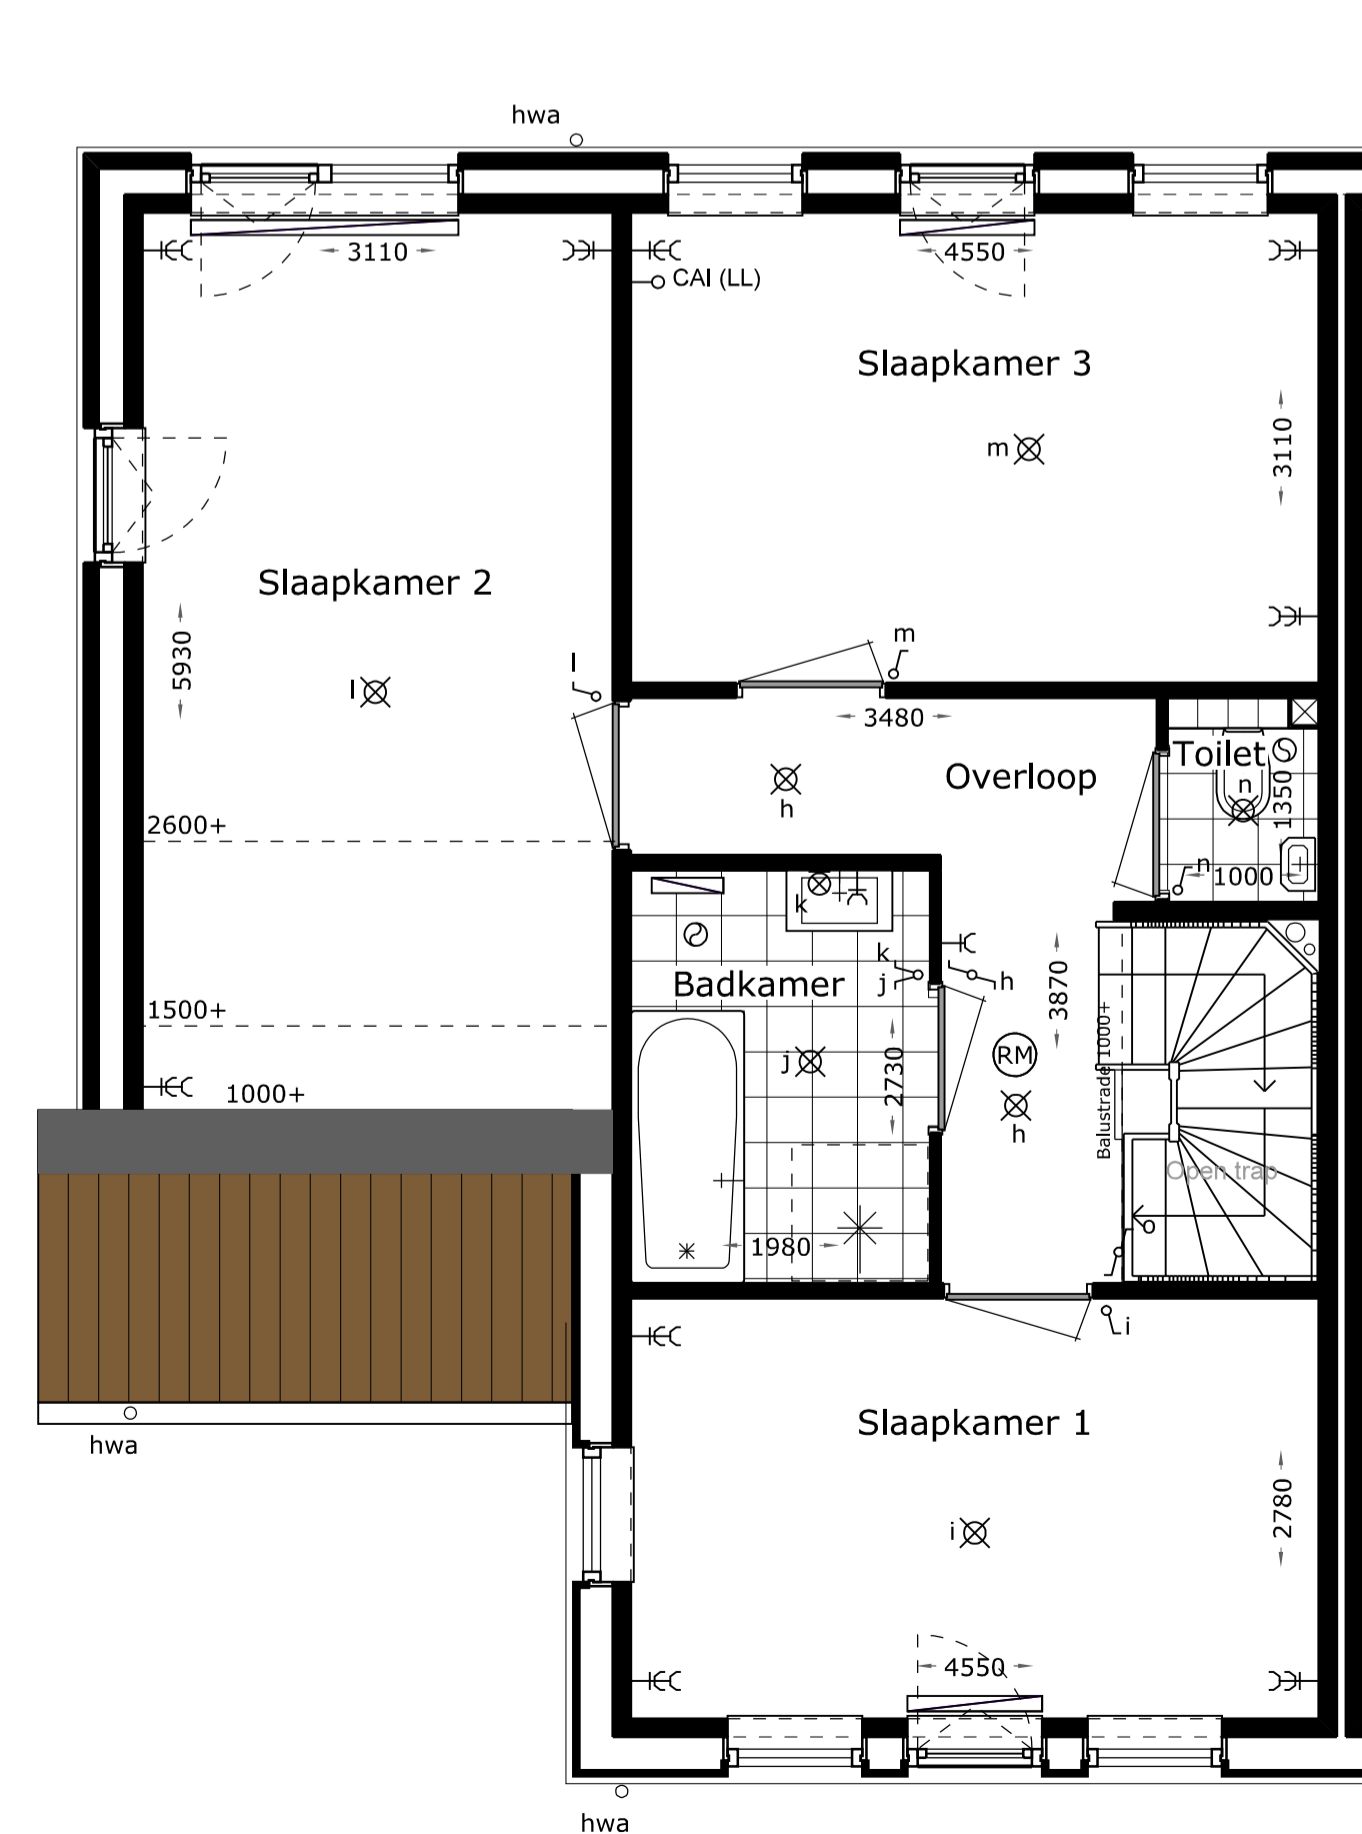 hwa
3110
4550
CAI (LL)
Slaapkamer 3
3110
m
Slaapkamer 2
5930
l
l
m
3480
Toilet
Overloop
n
1350
h
2600+
n
1000
k
k
j
h
Badkamer
3870
1500+
Balustrade 1000+
RM
j
2730
1000+
h
Open trap
1980
i
Slaapkamer 1
hwa
2780
i
4550
hwa